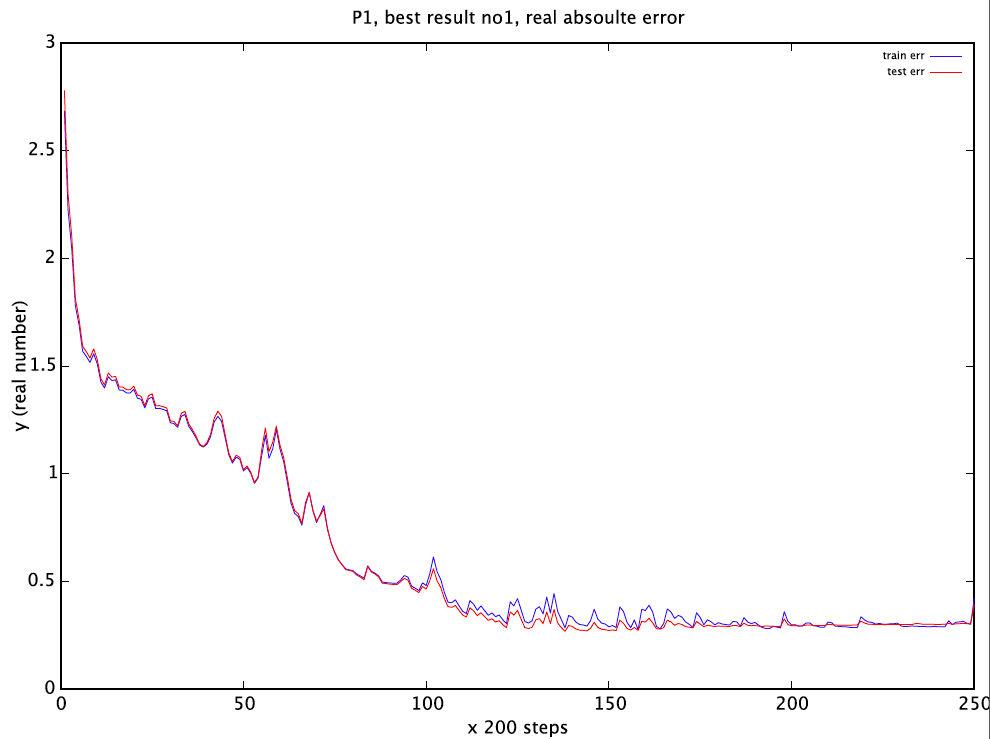 P1, best result no1, real absoulte error
train err
test err
3
2.5
2
1.5
1
0.5
0
y (real number)
0 50 100 150 200 250
x 200 steps